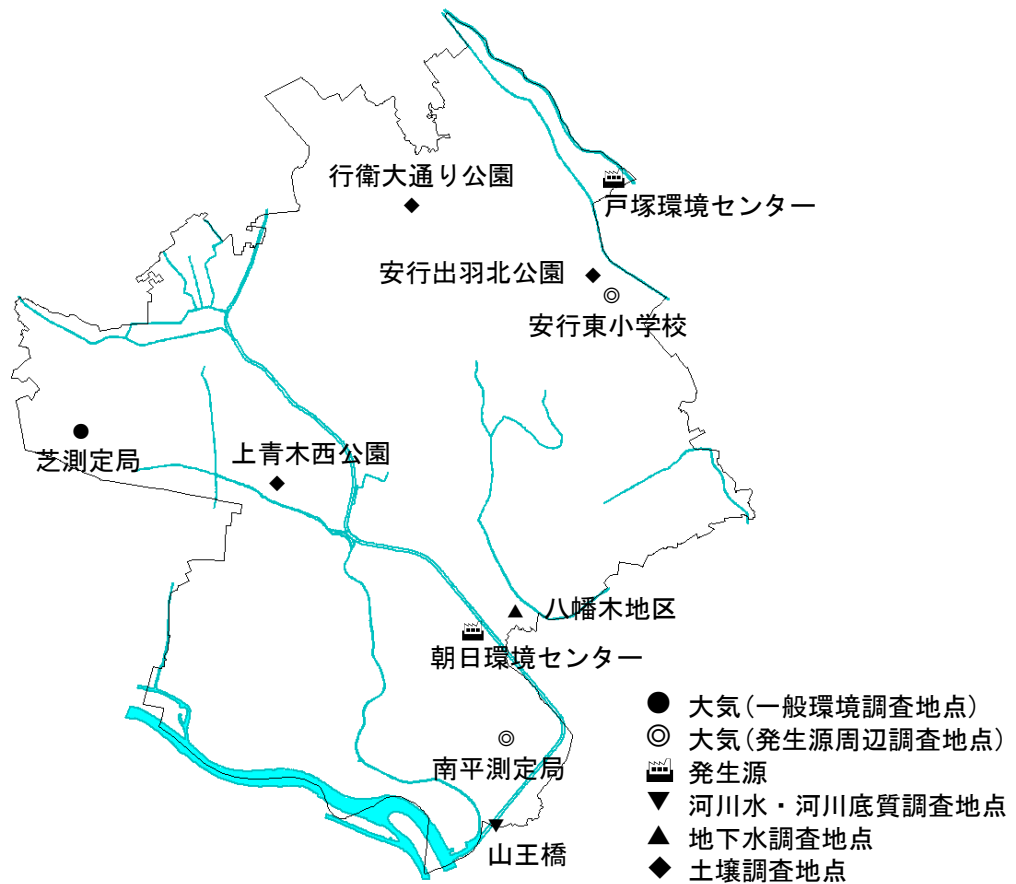 行衛大通り公園
戸塚環境センター
安行出羽北公園
安行東小学校
上青木西公園
芝測定局
八幡木地区
朝日環境センター
南平測定局
山王橋
大気(一般環境調査地点)
大気(発生源周辺調査地点)
発生源
河川水・河川底質調査地点
地下水調査地点
土壌調査地点